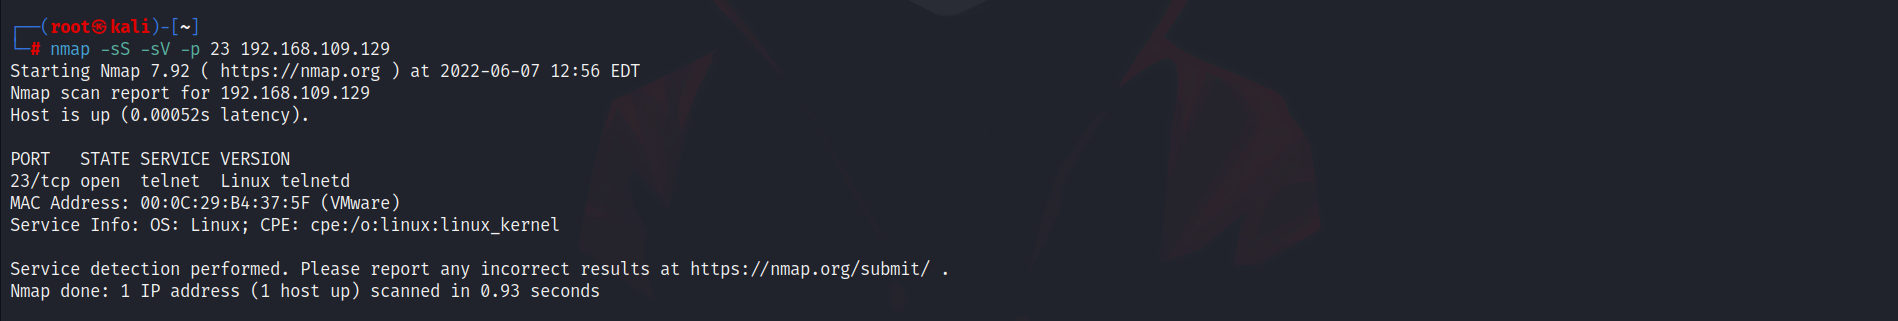 ┌──(root㉿kali)-[~]
└─# nmap -sS -sV -p 23 192.168.109.129
Starting Nmap 7.92 ( https://nmap.org ) at 2022-06-07 12:56 EDT
Nmap scan report for 192.168.109.129
Host is up (0.00052s latency).
PORT   STATE SERVICE VERSION
23/tcp open  telnet  Linux telnetd
MAC Address: 00:0C:29:B4:37:5F (VMware)
Service Info: OS: Linux; CPE: cpe:/o:linux:linux_kernel
Service detection performed. Please report any incorrect results at https://nmap.org/submit/ .
Nmap done: 1 IP address (1 host up) scanned in 0.93 seconds